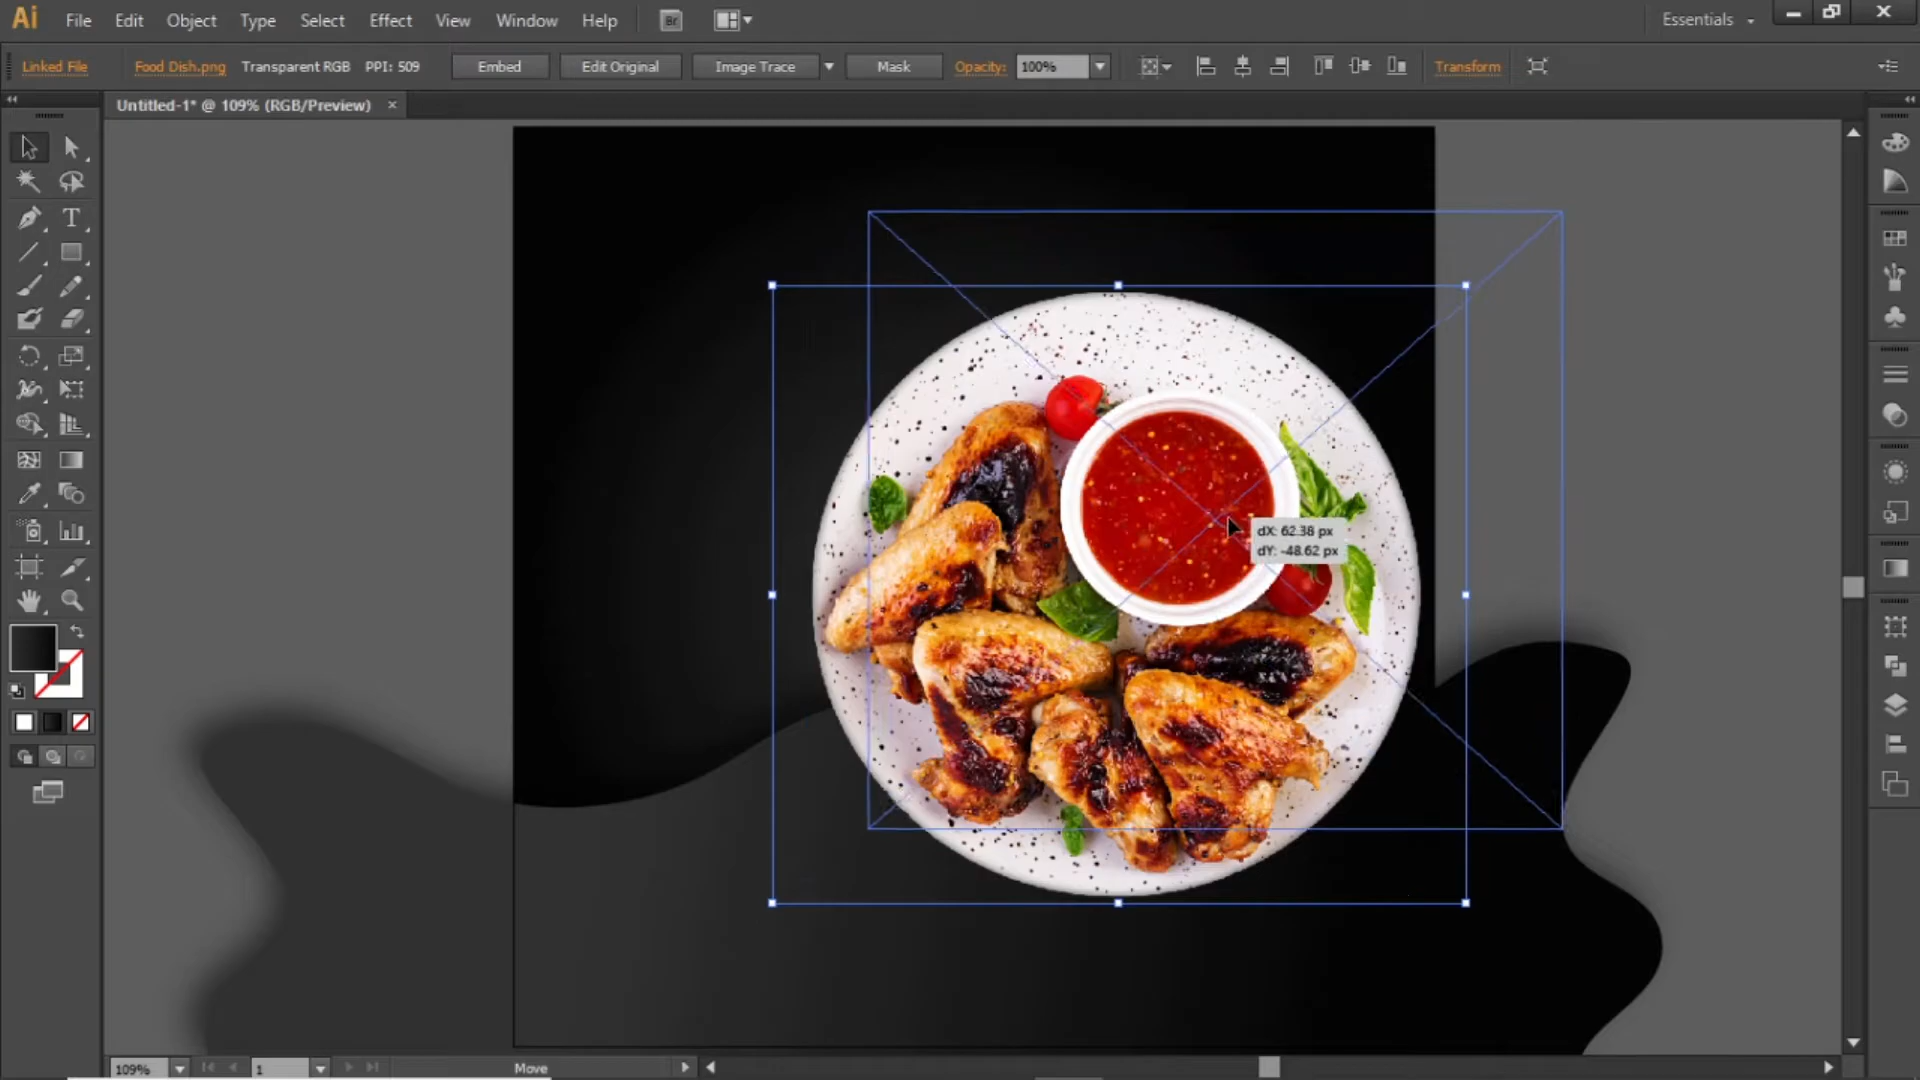 Ai File Edit Object Type Select Effect View Window Help Br Essentials
Linked File Food Dish.png Transparent RGB PPI: 509 Embed Edit Original Image Trace Mask Opacity: 100% Transform
Untitled-1* @ 109% (RGB/Preview) ×
T
dX: 62.38 px
dY: -48.62 px
109% 1 Move